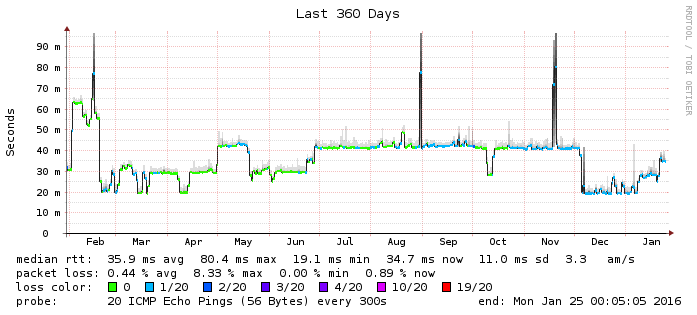 Last 360 Days
RRDTOOL / TOBI OETIKER
Seconds
90 m
80 m
70 m
60 m
50 m
40 m
30 m
20 m
10 m
0
Feb Mar Apr May Jun Jul Aug Sep Oct Nov Dec Jan
median rtt: 35.9 ms avg 80.4 ms max 19.1 ms min 34.7 ms now 11.0 ms sd 3.3 am/s
packet loss: 0.44 % avg 8.33 % max 0.00 % min 0.89 % now
loss color: 0 1/20 2/20 3/20 4/20 10/20 19/20
probe: 20 ICMP Echo Pings (56 Bytes) every 300s end: Mon Jan 25 00:05:05 2016